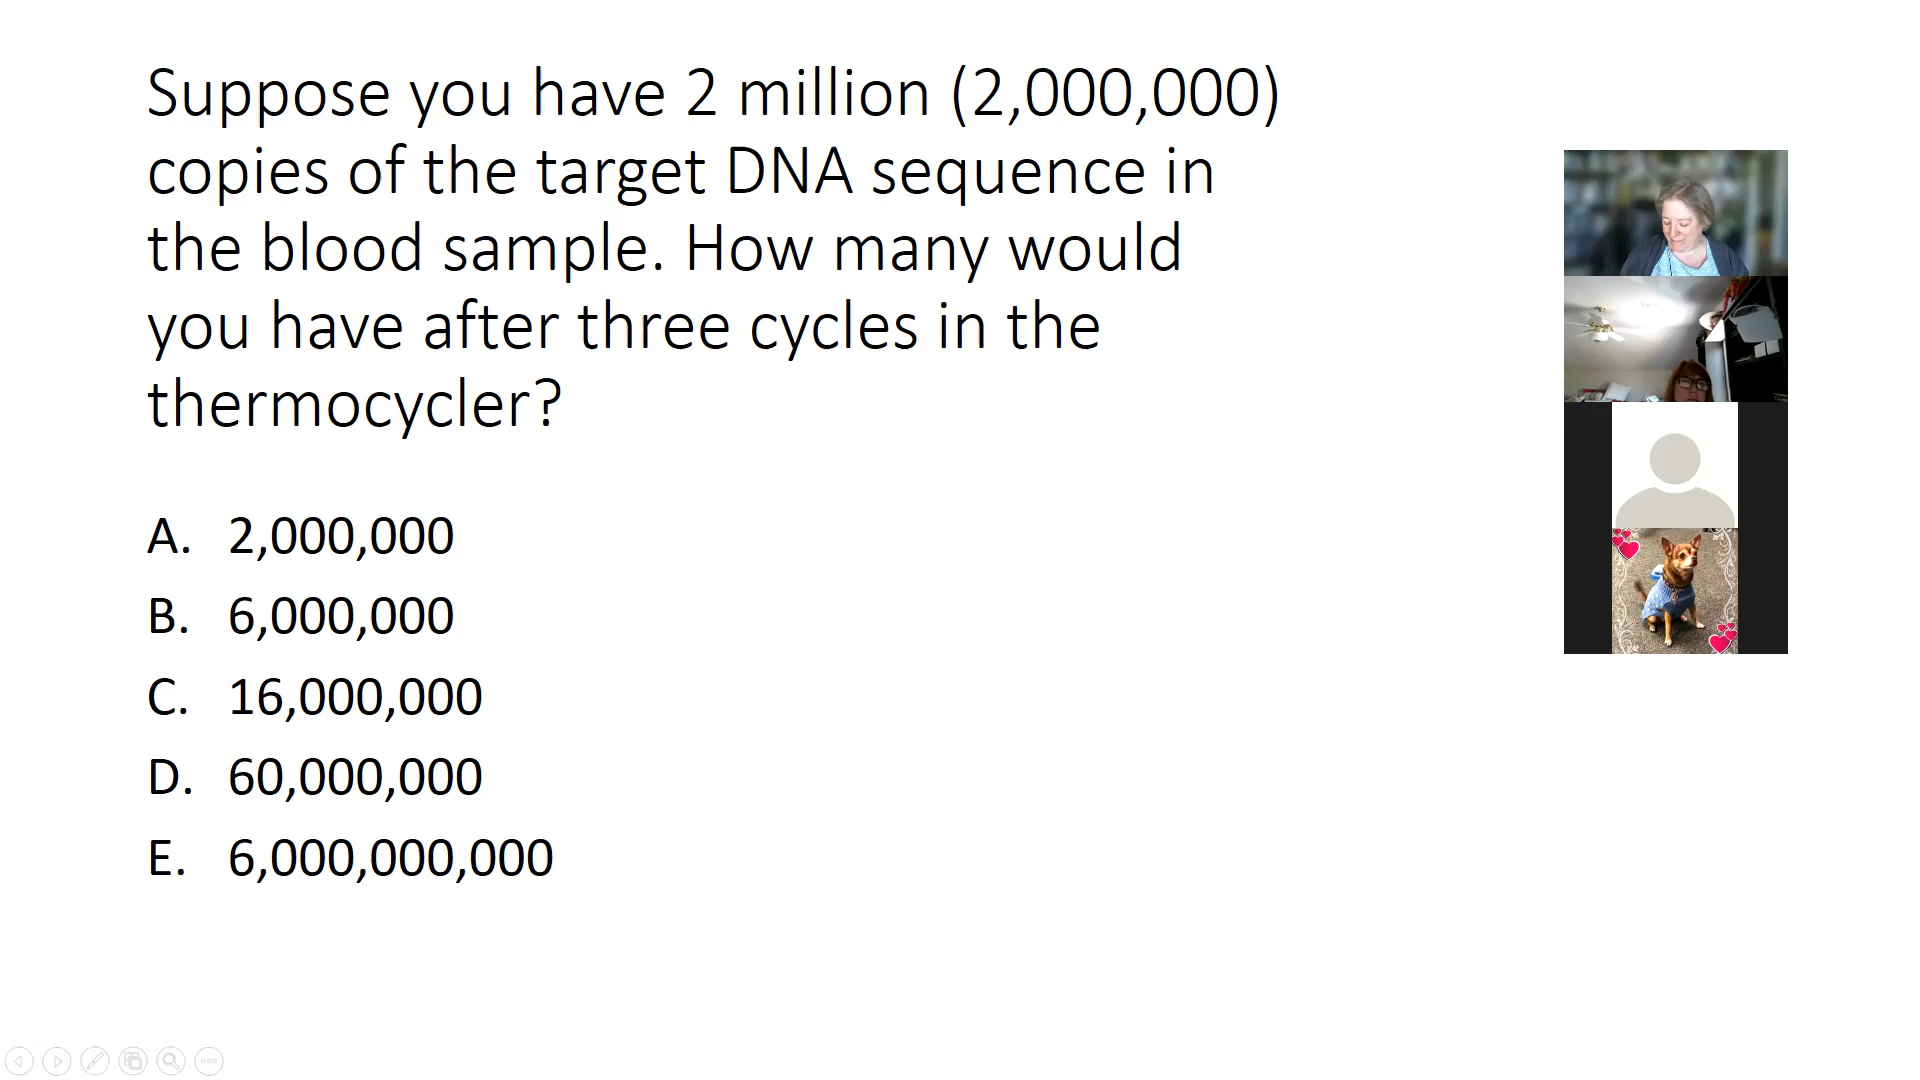 Suppose you have 2 million (2,000,000)
copies of the target DNA sequence in
the blood sample. How many would
you have after three cycles in the
thermocycler?
A. 2,000,000
B. 6,000,000
C. 16,000,000
D. 60,000,000
E. 6,000,000,000